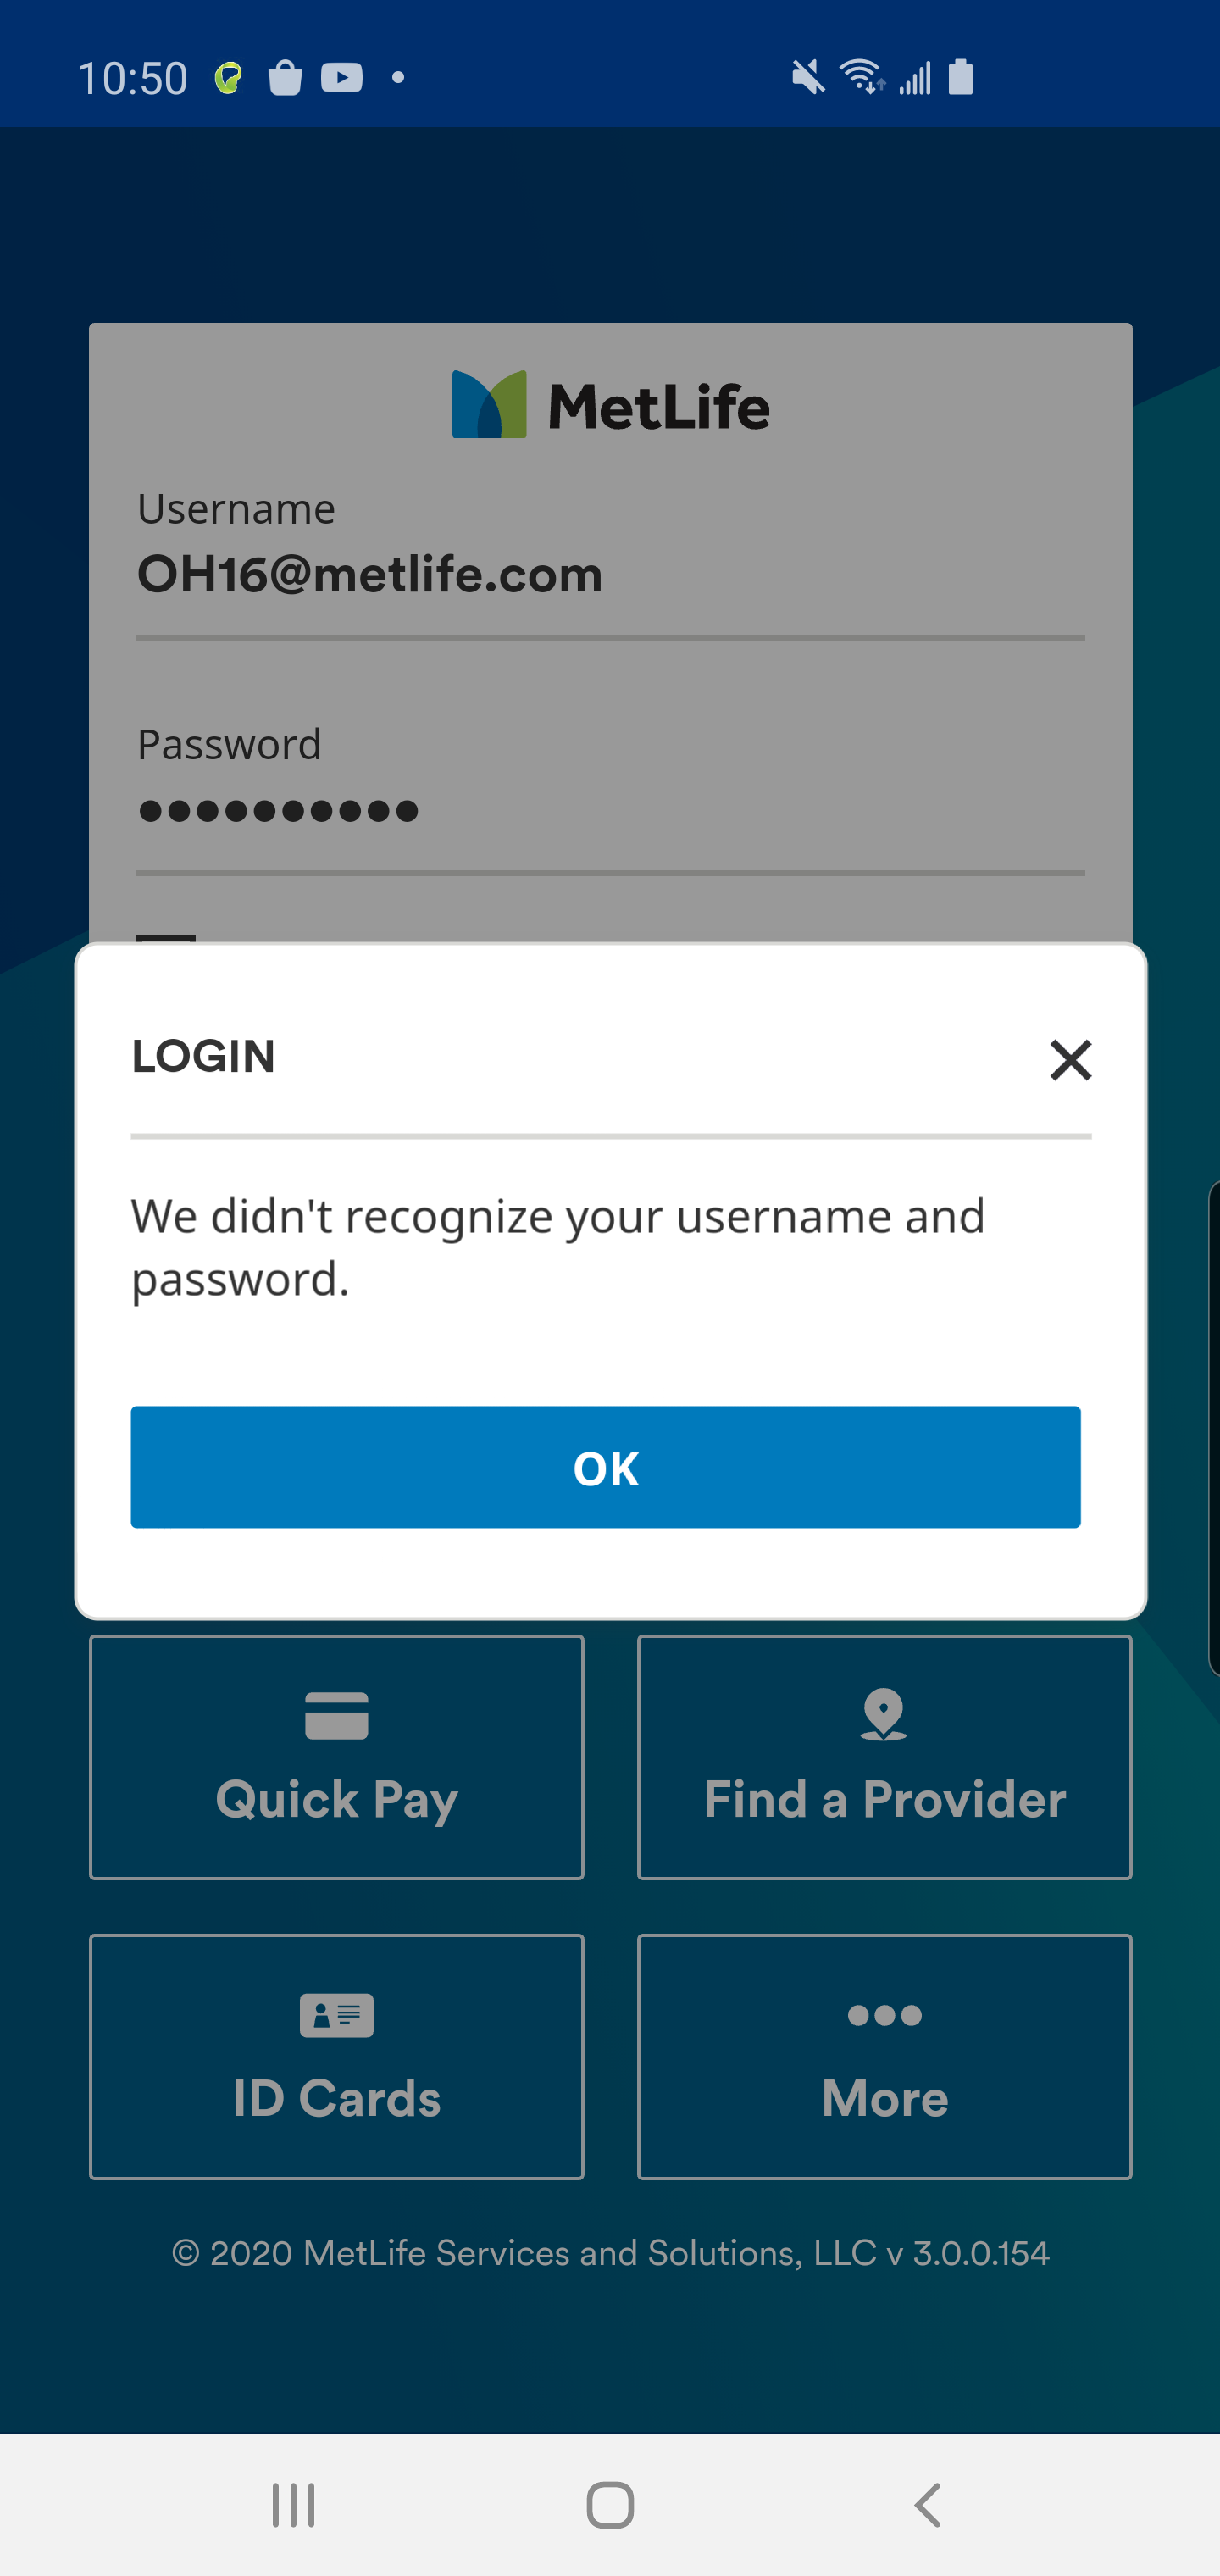 10:50
MetLife
Username
OH16@metlife.com
Password
LOGIN
We didn't recognize your username and
password.
OK
Quick Pay
Find a Provider
ID Cards
More
© 2020 MetLife Services and Solutions, LLC v 3.0.0.154